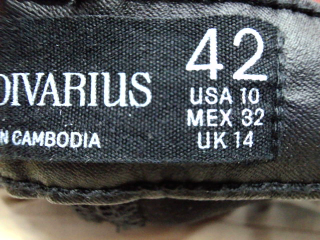 DIVARIUS
N CAMBODIA
42
USA 10
MEX 32
UK 14